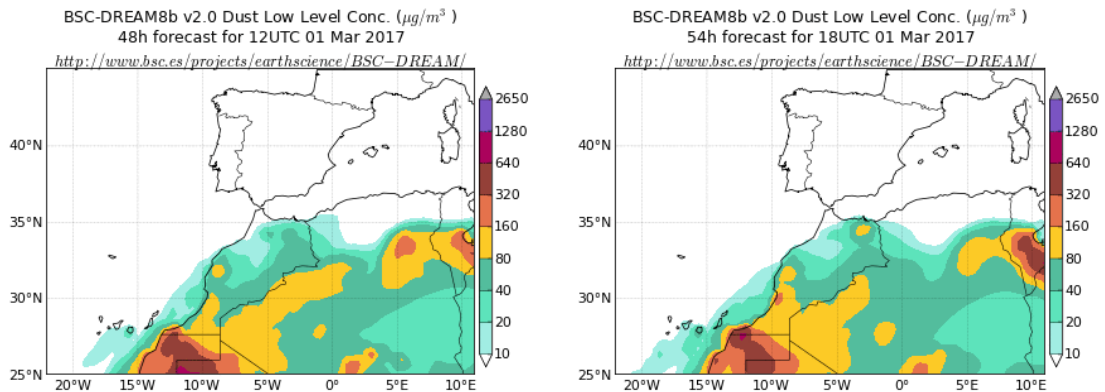 BSC-DREAM8b v2.0 Dust Low Level Conc. (μg/m³ )
48h forecast for 12UTC 01 Mar 2017
http://www.bsc.es/projects/earthscience/BSC−DREAM/
40°N
35°N
30°N
25°N
20°W 15°W 10°W 5°W 0° 5°E 10°E
2650
1280
640
320
160
80
40
20
10
BSC-DREAM8b v2.0 Dust Low Level Conc. (μg/m³ )
54h forecast for 18UTC 01 Mar 2017
http://www.bsc.es/projects/earthscience/BSC−DREAM/
40°N
35°N
30°N
25°N
20°W 15°W 10°W 5°W 0° 5°E 10°E
2650
1280
640
320
160
80
40
20
10